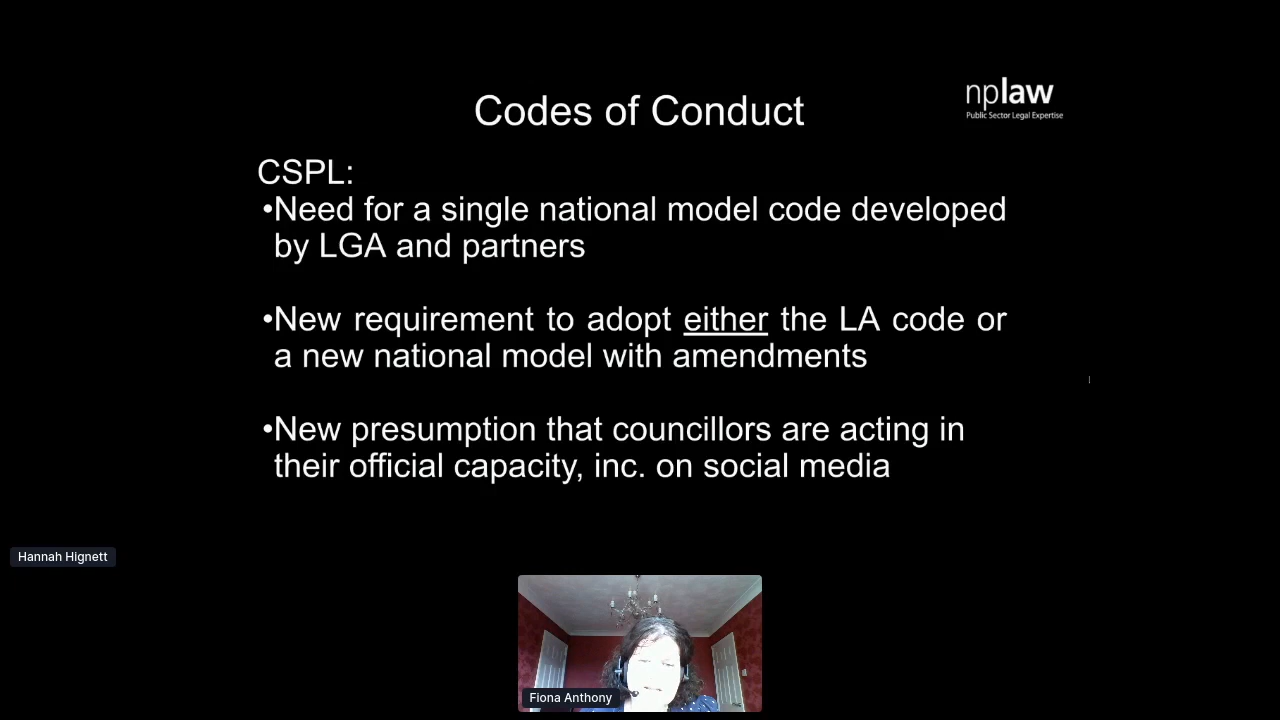 Codes of Conduct
nplaw
Public Sector Legal Expertise
CSPL:
•Need for a single national model code developed
by LGA and partners
•New requirement to adopt either the LA code or
a new national model with amendments
•New presumption that councillors are acting in
their official capacity, inc. on social media
Hannah Hignett
Fiona Anthony